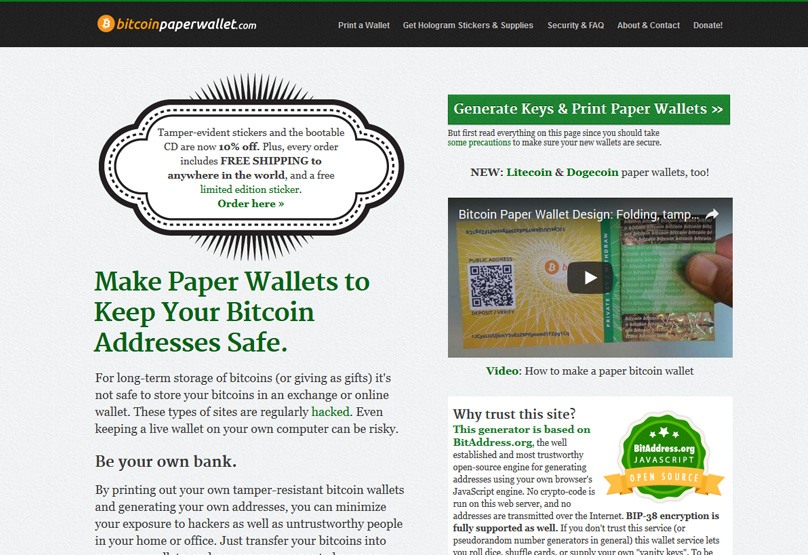 bitcoinpaperwallet.com
Print a Wallet
Get Hologram Stickers & Supplies
Security & FAQ
About & Contact
Donate!
Tamper-evident stickers and the bootable
CD are now 10% off. Plus, every order
includes FREE SHIPPING to
anywhere in the world, and a free
limited edition sticker.
Order here »
Make Paper Wallets to
Keep Your Bitcoin
Addresses Safe.
For long-term storage of bitcoins (or giving as gifts) it's
not safe to store your bitcoins in an exchange or online
wallet. These types of sites are regularly hacked. Even
keeping a live wallet on your own computer can be risky.
Be your own bank.
By printing out your own tamper-resistant bitcoin wallets
and generating your own addresses, you can minimize
your exposure to hackers as well as untrustworthy people
in your home or office. Just transfer your bitcoins into
Generate Keys & Print Paper Wallets »
But first read everything on this page since you should take
some precautions to make sure your new wallets are secure.
NEW: Litecoin & Dogecoin paper wallets, too!
Bitcoin Paper Wallet Design: Folding, tamp...
PUBLIC ADDRESS
DEPOSIT / VERIFY
PRIVATE KEY
WITHDRAW
Video: How to make a paper bitcoin wallet
Why trust this site?
This generator is based on
BitAddress.org, the well
established and most trustworthy
open-source engine for generating
addresses using your own browser's
JavaScript engine. No crypto-code is
run on this web server, and no
addresses are transmitted over the Internet. BIP-38 encryption is
fully supported as well. If you don't trust this service (or
pseudorandom number generators in general) this wallet service lets
you roll dice, shuffle cards, or supply your own "vanity keys". To be
BitAddress.org
JAVASCRIPT
OPEN SOURCE